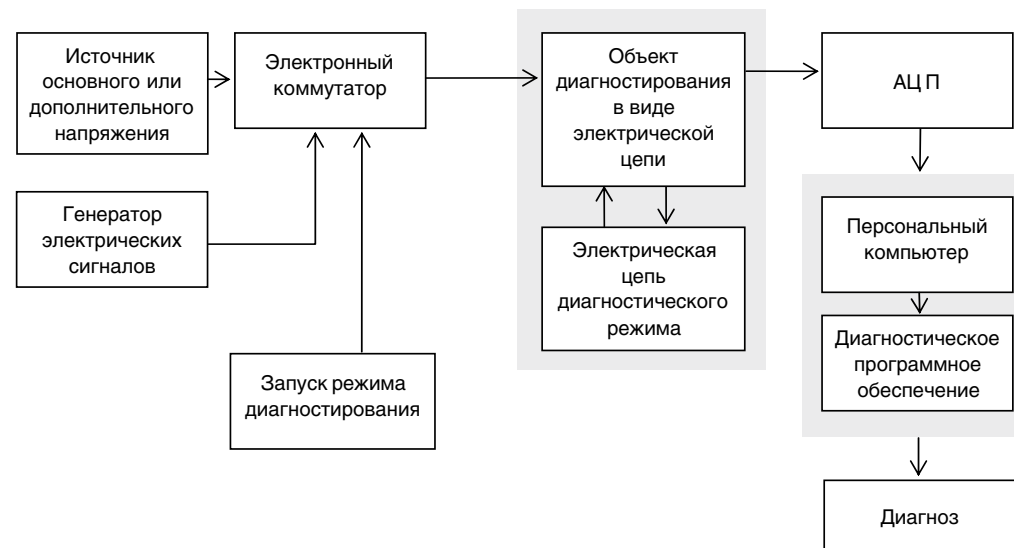 Источник
основного или
дополнительного
напряжения
Электронный
коммутатор
Объект
диагностирования
в виде
электрической
цепи
АЦ П
Генератор
электрических
сигналов
Электрическая
цепь
диагностического
режима
Персональный
компьютер
Запуск режима
диагностирования
Диагностическое
программное
обеспечение
Диагноз